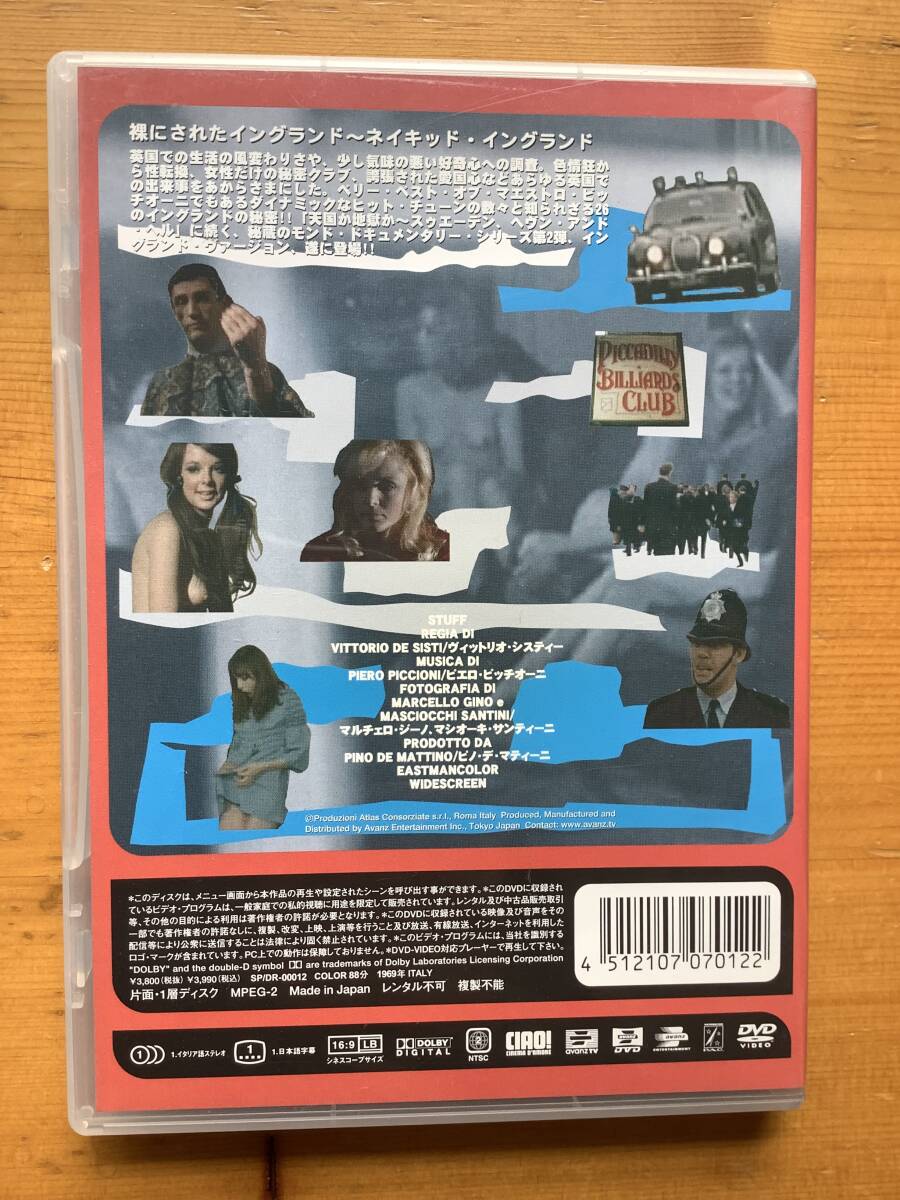 裸にされたイングランド〜ネイキッド・イングランド
英国での生活の風変わりさや、少し気味の悪い好奇心への調査。色情狂か
ら性転換、女性だけの秘密クラブ、誇張された愛国心などあらゆる英国で
の出来事をあからさまにした。ベリー・ベスト・オブ・マエストロ・ピッ
チオーニでもあるダイナミックなヒット・チューンの数々と知られざる26
のイングランドの秘密!!「天国か地獄か〜スウェーデン、ヘヴン・アンド
・ヘル」に続く、秘蔵のモンド・ドキュメンタリー・シリーズ第2弾、イン
グランド・ヴァージョン、遂に登場!!
PICCADILLY
BILLIARDS
CLUB
STUFF
REGIA DI
VITTORIO DE SISTI/ヴィットリオ・システィー
MUSICA DI
PIERO PICCIONI/ピエロ・ピッチオーニ
FOTOGRAFIA DI
MARCELLO GINO e
MASCIOCCHI SANTINI/
マルチェロ・ジーノ、マシオーキ・サンティーニ
PRODOTTO DA
PINO DE MATTINO/ピノ・デ・マティーニ
EASTMANCOLOR
WIDESCREEN
©Produzioni Atlas Consorziate s.r.l., Roma Italy Produced, Manufactured and
Distributed by Avanz Entertainment Inc., Tokyo Japan Contact: www.avanz.tv
*このディスクは、メニュー画面から本作品の再生や設定されたシーンを呼び出す事ができます。*このDVDに収録され
ているビデオ・プログラムは、一般家庭での私的視聴に用途を限定して販売されています。レンタル及び中古品販売取引
等、その他の目的による利用は著作権者の許諾が必要となります。*このDVDに収録されている映像及び音声をその
一部でも著作権者の許諾なしに、複製、改変、上映、上演等を行うこと及び放送、有線放送、インターネットを利用した
配信等により公衆に送信することは法律により固く禁止されています。*このビデオ・プログラムには、当社を識別する
ロゴ・マークが含まれています。PC上での動作は保障しておりません。*DVD-VIDEO対応プレーヤーで再生して下さい。
"DOLBY" and the double-D symbol are trademarks of Dolby Laboratories Licensing Corporation
¥3,800(税抜) ¥3,990(税込) SP/DR-00012 COLOR 88分 1969年 ITALY
片面・1層ディスク MPEG-2 Made in Japan レンタル不可 複製不能
4 512107 070122
1 1.イタリア語ステレオ 1 1.日本語字幕 16:9 LB シネスコープサイズ DOLBY DIGITAL 2 NTSC CIAO! CINEMA D'AMORE avanz TV avanz DVD avanz ENTERTAINMENT DVD VIDEO